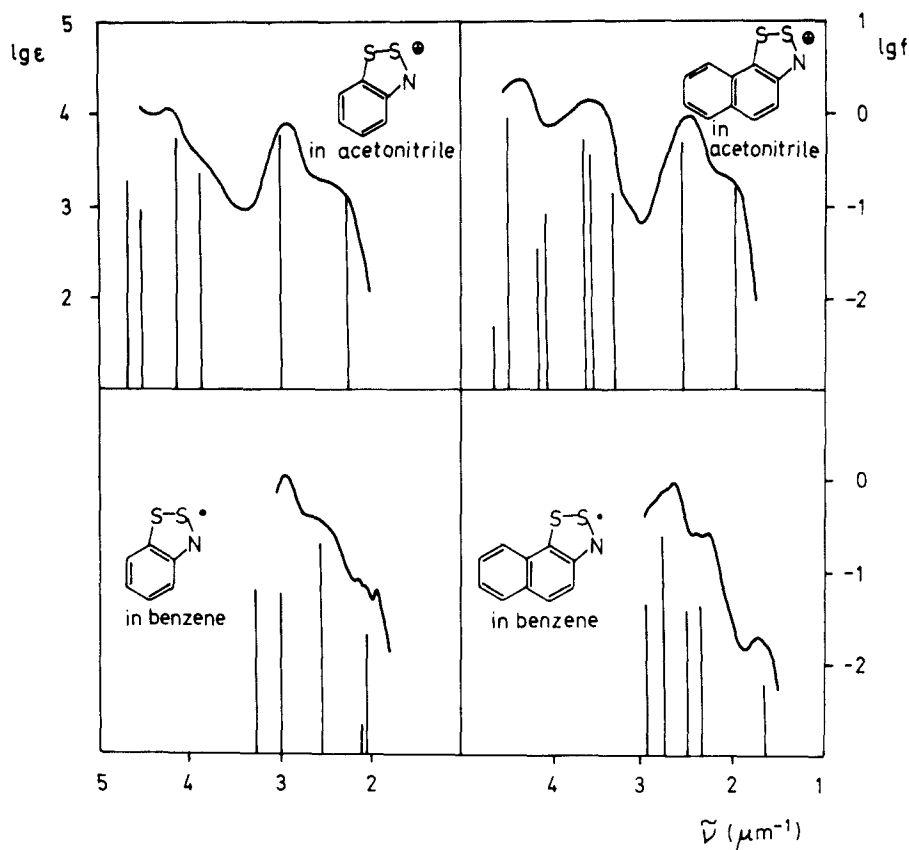 lgε
5
4
3
2
S-S ⊕
N
in acetonitrile
S-S ⊕
N
in
acetonitrile
1
lgf
0
-1
-2
S-S •
N
in benzene
S-S •
N
in benzene
0
-1
-2
5 4 3 2 4 3 2 1
ν̃ (μm⁻¹)